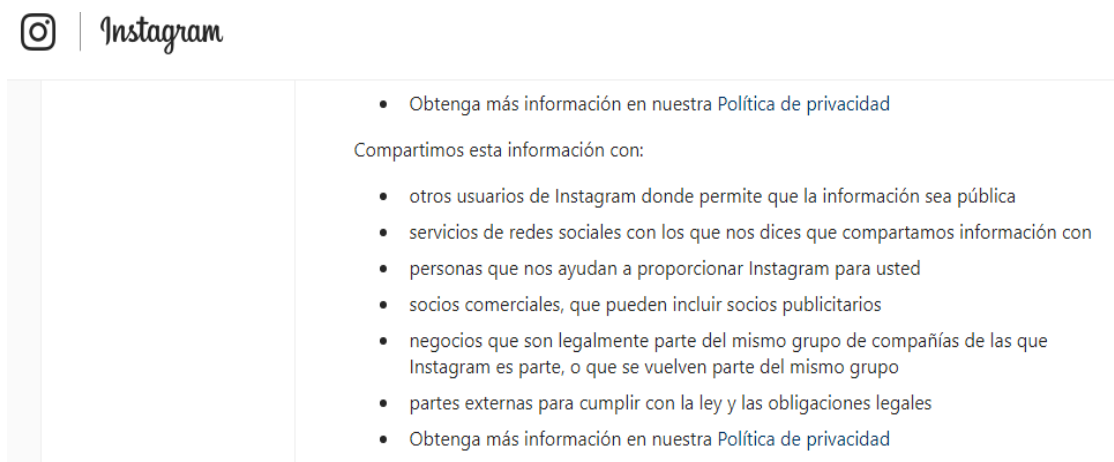 Instagram
• Obtenga más información en nuestra Política de privacidad
Compartimos esta información con:
• otros usuarios de Instagram donde permite que la información sea pública
• servicios de redes sociales con los que nos dices que compartamos información con
• personas que nos ayudan a proporcionar Instagram para usted
• socios comerciales, que pueden incluir socios publicitarios
• negocios que son legalmente parte del mismo grupo de compañías de las que
Instagram es parte, o que se vuelven parte del mismo grupo
• partes externas para cumplir con la ley y las obligaciones legales
• Obtenga más información en nuestra Política de privacidad